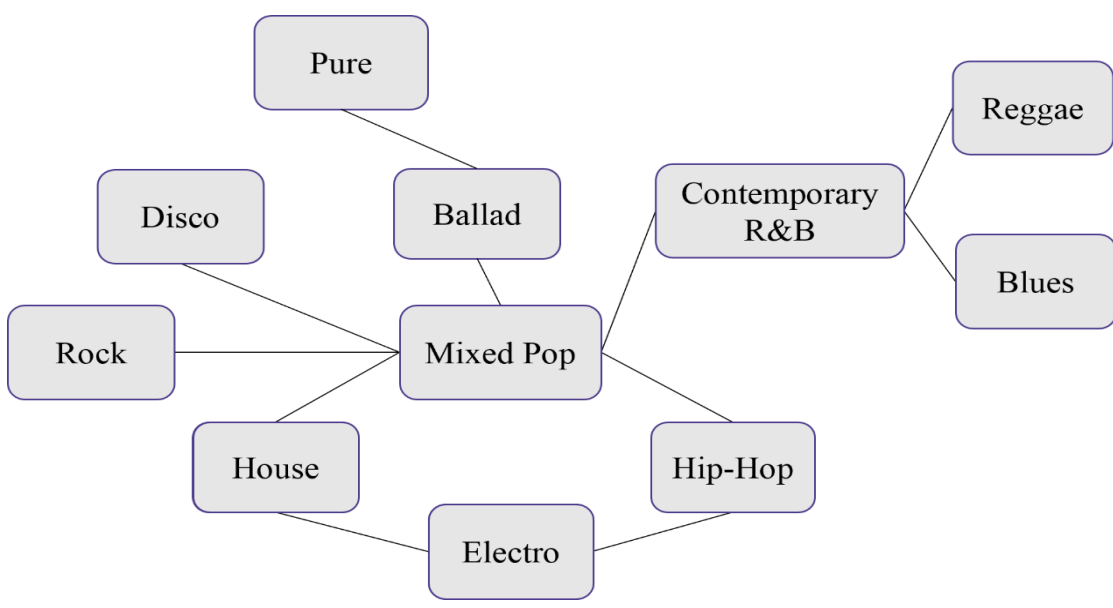 Pure
Reggae
Disco
Ballad
Contemporary
R&B
Blues
Rock
Mixed Pop
House
Hip-Hop
Electro